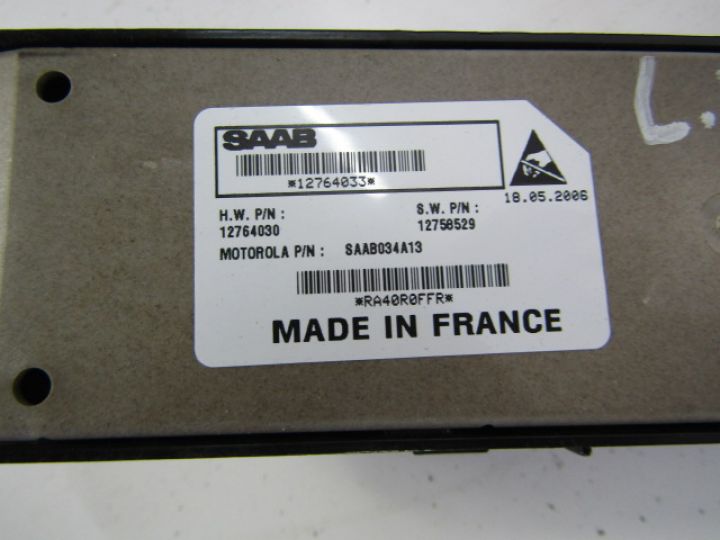 SAAB
*12764033*
18.05.2006
H.W. P/N : S.W. P/N :
12764030 12758529
MOTOROLA P/N : SAAB034A13
*RA40R0FFR*
MADE IN FRANCE